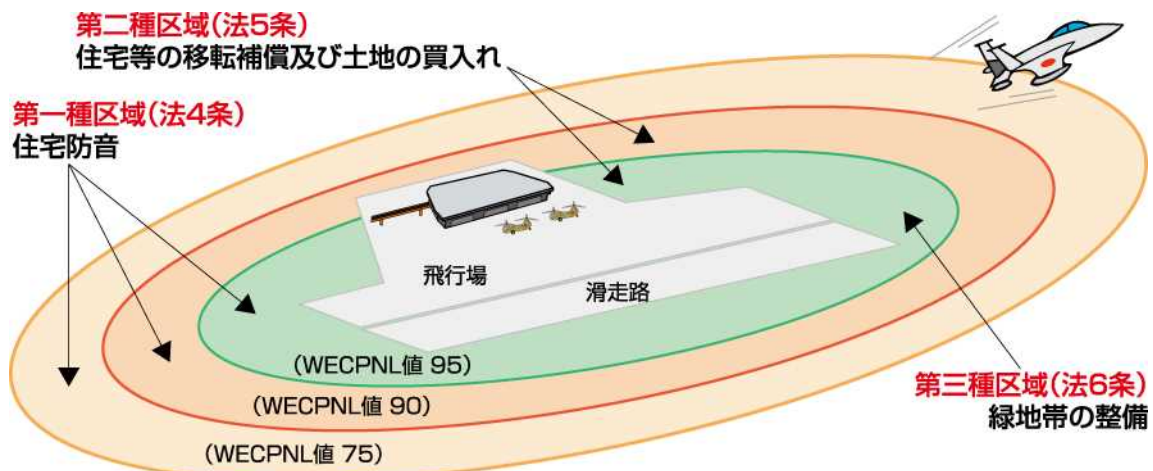 第二種区域(法5条)
住宅等の移転補償及び土地の買入れ
第一種区域(法4条)
住宅防音
飛行場
滑走路
(WECPNL値 95)
(WECPNL値 90)
(WECPNL値 75)
第三種区域(法6条)
緑地帯の整備